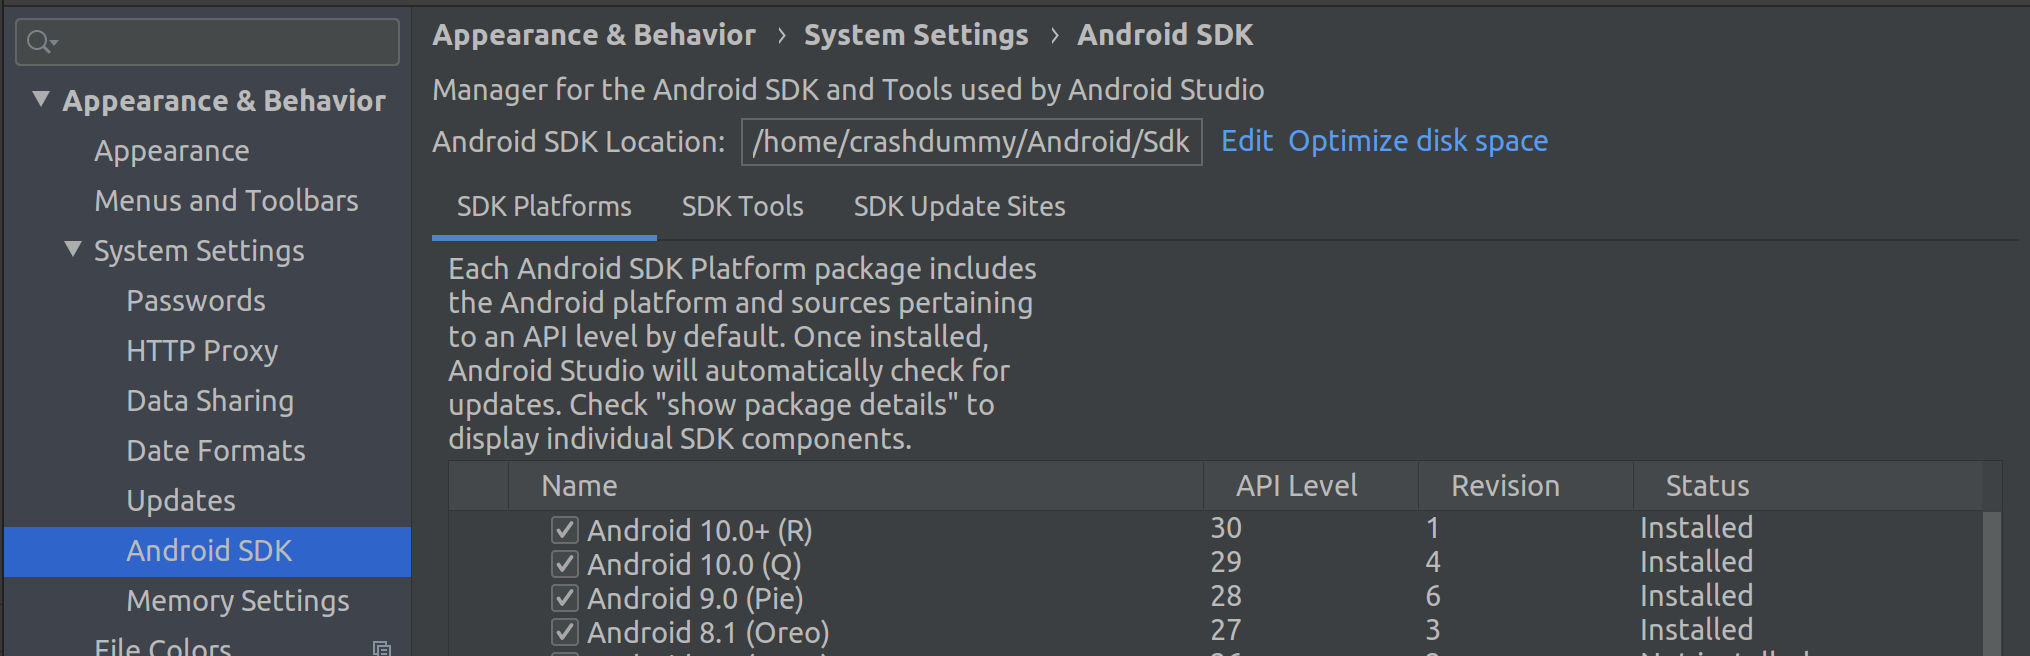 Appearance & Behavior
Appearance
Menus and Toolbars
System Settings
Passwords
HTTP Proxy
Data Sharing
Date Formats
Updates
Android SDK
Memory Settings
File Colors
Appearance & Behavior › System Settings › Android SDK
Manager for the Android SDK and Tools used by Android Studio
Android SDK Location: /home/crashdummy/Android/Sdk Edit Optimize disk space
SDK Platforms SDK Tools SDK Update Sites
Each Android SDK Platform package includes
the Android platform and sources pertaining
to an API level by default. Once installed,
Android Studio will automatically check for
updates. Check "show package details" to
display individual SDK components.
Name API Level Revision Status
Android 10.0+ (R) 30 1 Installed
Android 10.0 (Q) 29 4 Installed
Android 9.0 (Pie) 28 6 Installed
Android 8.1 (Oreo) 27 3 Installed